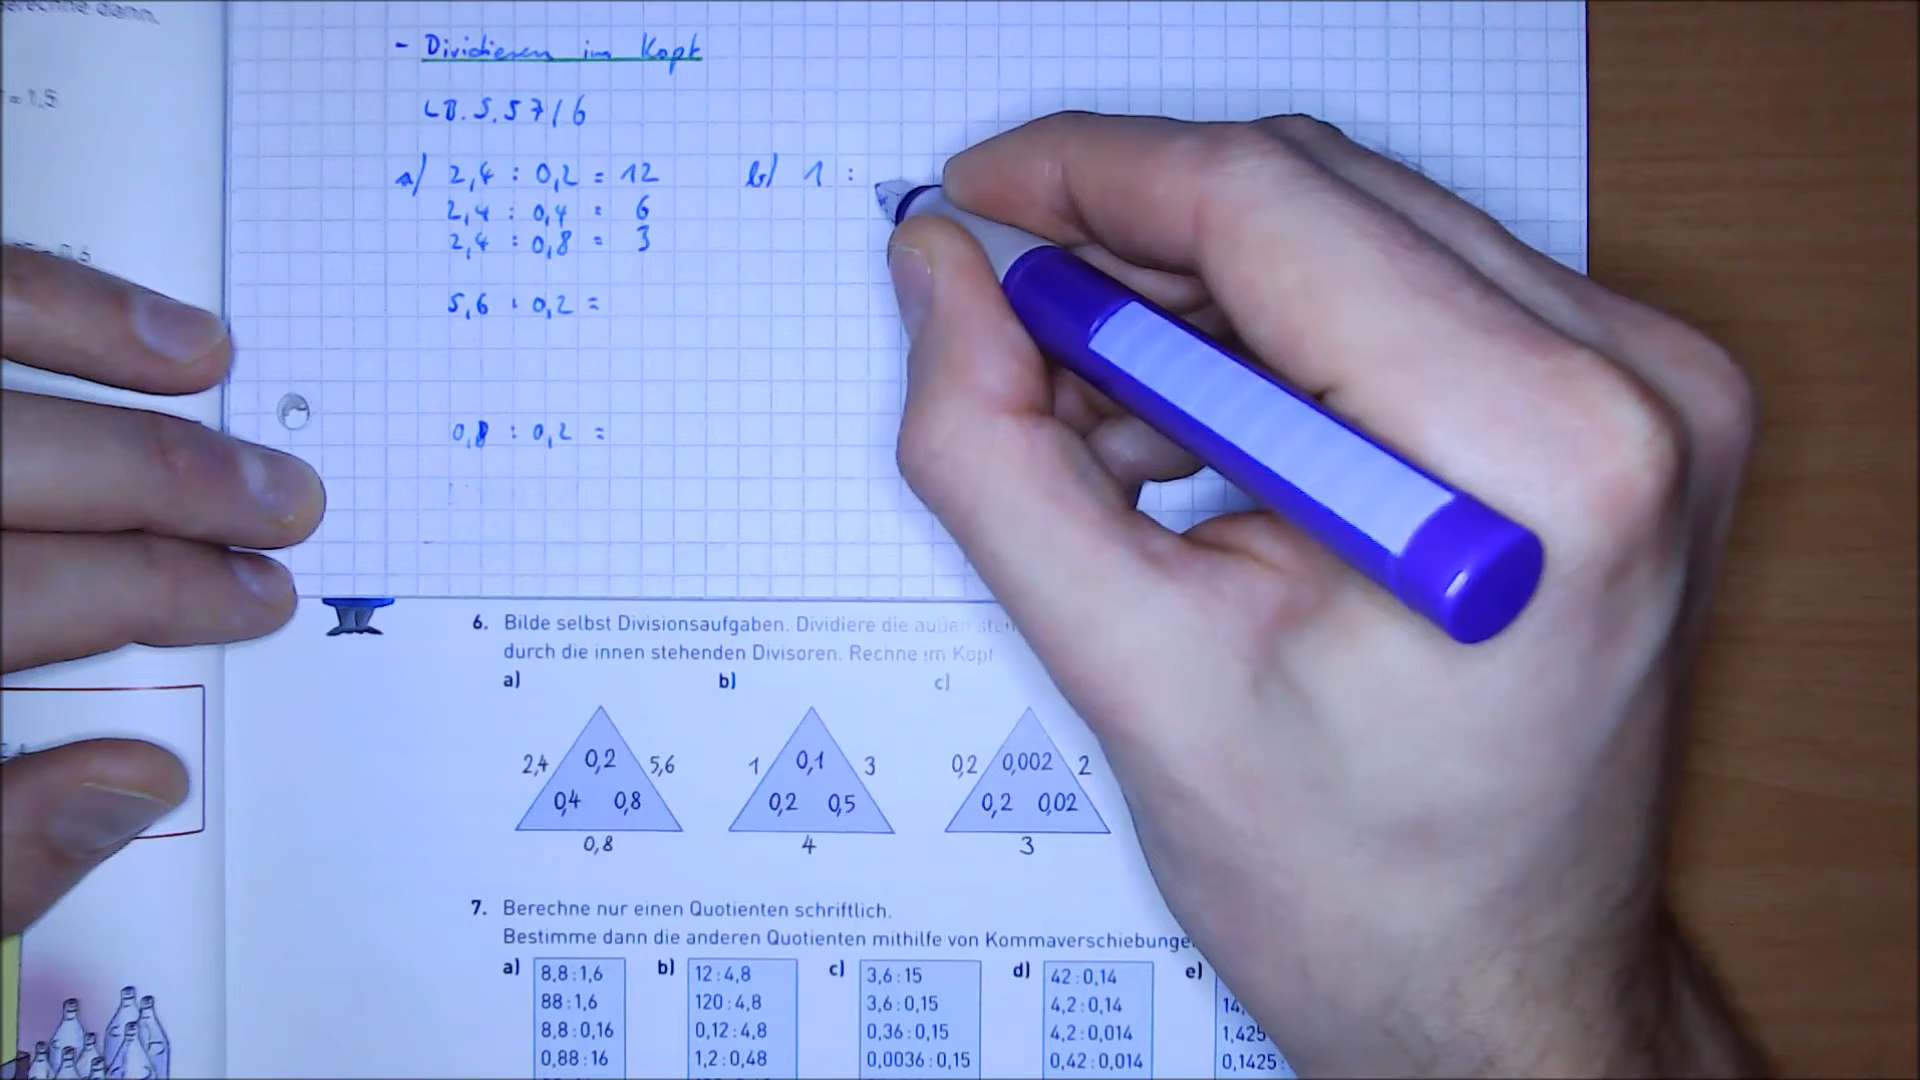 erechne dann.
= 1,5
- Dividieren im Kopf
LB. S. 57/6
a) 2,4 : 0,2 = 12
2,4 : 0,4 = 6
2,4 : 0,8 = 3
5,6 : 0,2 =
0,8 : 0,2 =
b) 1 :
6. Bilde selbst Divisionsaufgaben. Dividiere die außen
durch die innen stehenden Divisoren. Rechne im Kopf
a) b) c)
2,4 0,2 5,6 1 0,1 3 0,2 0,002 2
0,4 0,8 0,2 0,5 0,2 0,02
0,8 4 3
7. Berechne nur einen Quotienten schriftlich.
Bestimme dann die anderen Quotienten mithilfe von Kommaverschiebunge
a) 8,8 : 1,6 b) 12 : 4,8 c) 3,6 : 15 d) 42 : 0,14 e)
88 : 1,6 120 : 4,8 3,6 : 0,15 4,2 : 0,14 14,
8,8 : 0,16 0,12 : 4,8 0,36 : 0,15 4,2 : 0,014 1,425
0,88 : 16 1,2 : 0,48 0,0036 : 0,15 0,42 : 0,014 0,1425 :